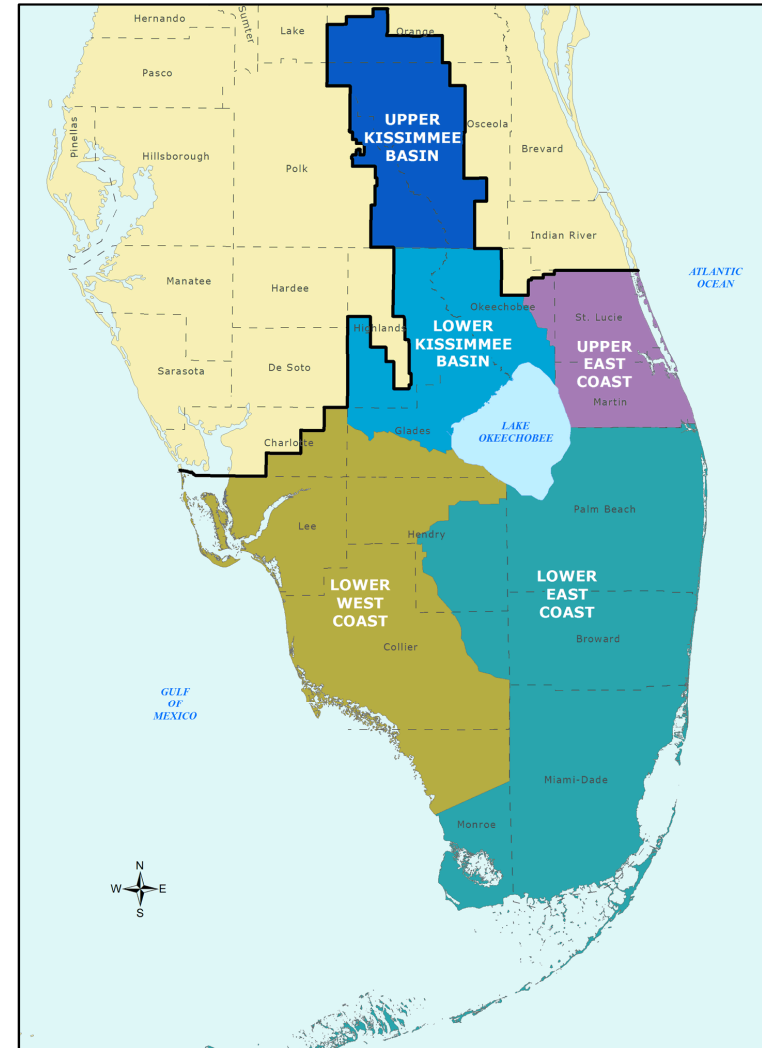 Hernando
Sumter
Lake
Orange
Pasco
Pinellas
Hillsborough
Polk
UPPER
KISSIMMEE
BASIN
Osceola
Brevard
Indian River
ATLANTIC
OCEAN
Manatee
Hardee
Okeechobee
Highlands
LOWER
KISSIMMEE
BASIN
St. Lucie
UPPER
EAST
COAST
Martin
Sarasota
De Soto
Charlotte
Glades
LAKE
OKEECHOBEE
Palm Beach
Lee
Hendry
LOWER
WEST
COAST
LOWER
EAST
COAST
Collier
Broward
GULF
OF
MEXICO
Miami-Dade
Monroe
N
W
E
S